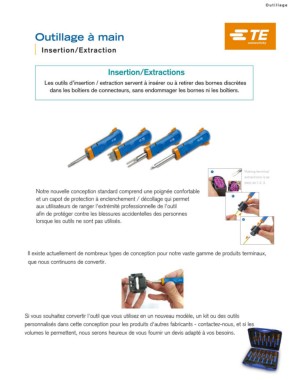 Outillage
Outillage à main
Insertion/Extraction
TE
Insertion/Extractions
Les outils d'insertion / extraction servent à insérer ou à retirer des bornes discrètes
dans les boîtiers de connecteurs, sans endommager les bornes ni les boîtiers.
Notre nouvelle conception standard comprend une poignée confortable
et un capot de protection à enclenchement / décollage qui permet
aux utilisateurs de ranger l'extrémité professionnelle de l'outil
afin de protéger contre les blessures accidentelles des personnes
lorsque les outils ne sont pas utilisés.
Il existe actuellement de nombreux types de conception pour notre vaste gamme de produits terminaux,
que nous continuons de convertir.
Si vous souhaitez convertir l'outil que vous utilisez en un nouveau modèle, un kit ou des outils
personnalisés dans cette conception pour les produits d'autres fabricants - contactez-nous, et si les
volumes le permettent, nous serons heureux de vous fournir un devis adapté à vos besoins.